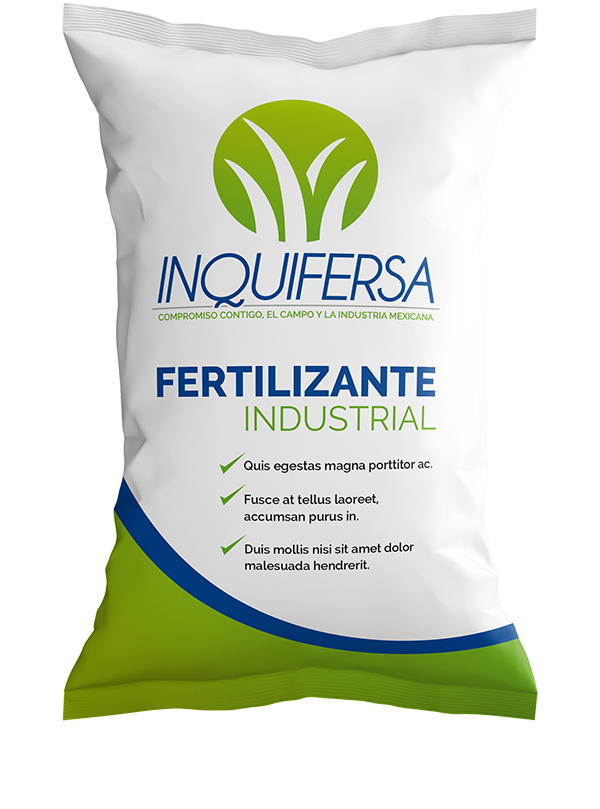 INQUIFERSA
COMPROMISO CONTIGO, EL CAMPO Y LA INDUSTRIA MEXICANA
FERTILIZANTE
INDUSTRIAL
Quis egestas magna porttitor ac.
Fusce at tellus laoreet,
accumsan purus in.
Duis mollis nisi sit amet dolor
malesuada hendrerit.